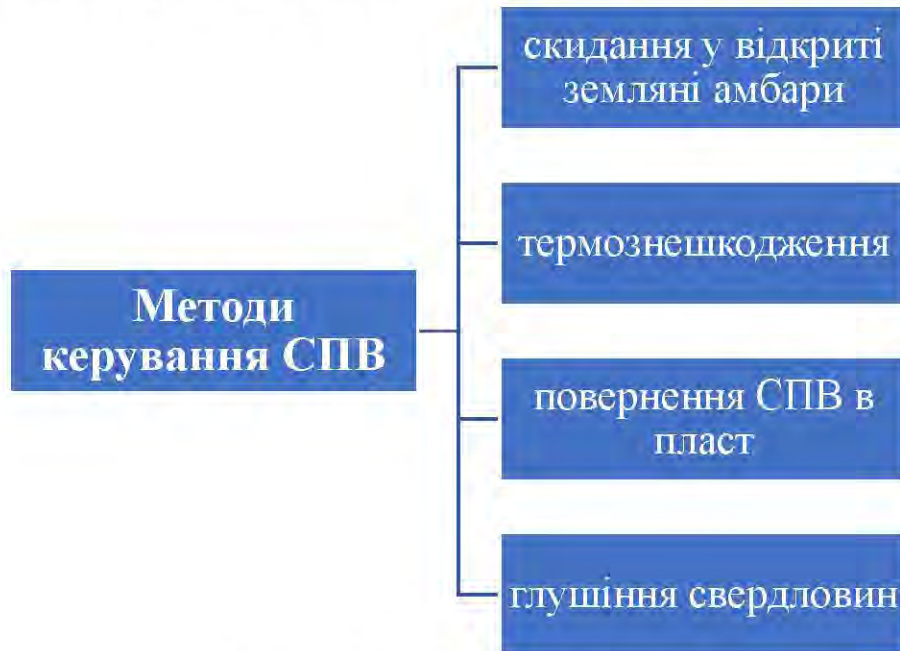 Методи
керування СПВ
скидання у відкриті
земляні амбари
термознешкодження
повернення СПВ в
пласт
глушіння свердловин